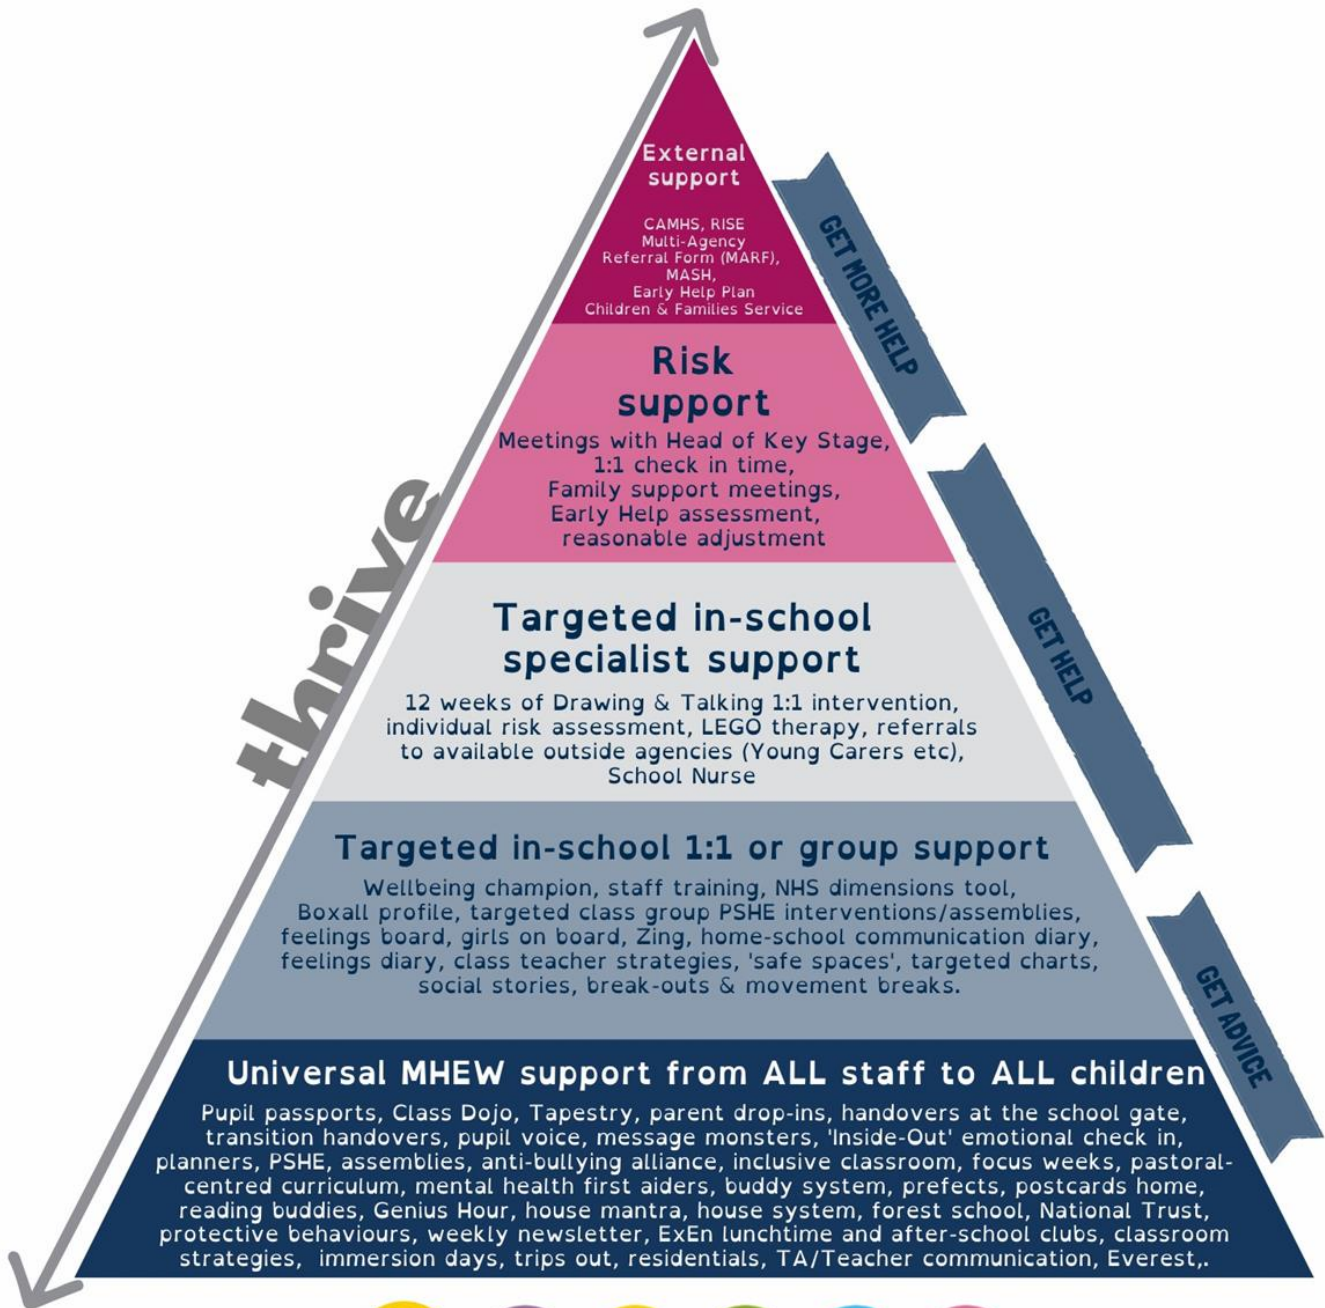 External
support
CAMHS, RISE
Multi-Agency
Referral Form (MARF),
MASH,
Early Help Plan
Children & Families Service
GET MORE HELP
Risk
support
Meetings with Head of Key Stage,
1:1 check in time,
Family support meetings,
Early Help assessment,
reasonable adjustment
thrive
Targeted in-school
specialist support
12 weeks of Drawing & Talking 1:1 intervention,
individual risk assessment, LEGO therapy, referrals
to available outside agencies (Young Carers etc),
School Nurse
GET HELP
Targeted in-school 1:1 or group support
Wellbeing champion, staff training, NHS dimensions tool,
Boxall profile, targeted class group PSHE interventions/assemblies,
feelings board, girls on board, Zing, home-school communication diary,
feelings diary, class teacher strategies, 'safe spaces', targeted charts,
social stories, break-outs & movement breaks.
GET ADVICE
Universal MHEW support from ALL staff to ALL children
Pupil passports, Class Dojo, Tapestry, parent drop-ins, handovers at the school gate,
transition handovers, pupil voice, message monsters, 'Inside-Out' emotional check in,
planners, PSHE, assemblies, anti-bullying alliance, inclusive classroom, focus weeks, pastoral-
centred curriculum, mental health first aiders, buddy system, prefects, postcards home,
reading buddies, Genius Hour, house mantra, house system, forest school, National Trust,
protective behaviours, weekly newsletter, ExEn lunchtime and after-school clubs, classroom
strategies, immersion days, trips out, residentials, TA/Teacher communication, Everest,.